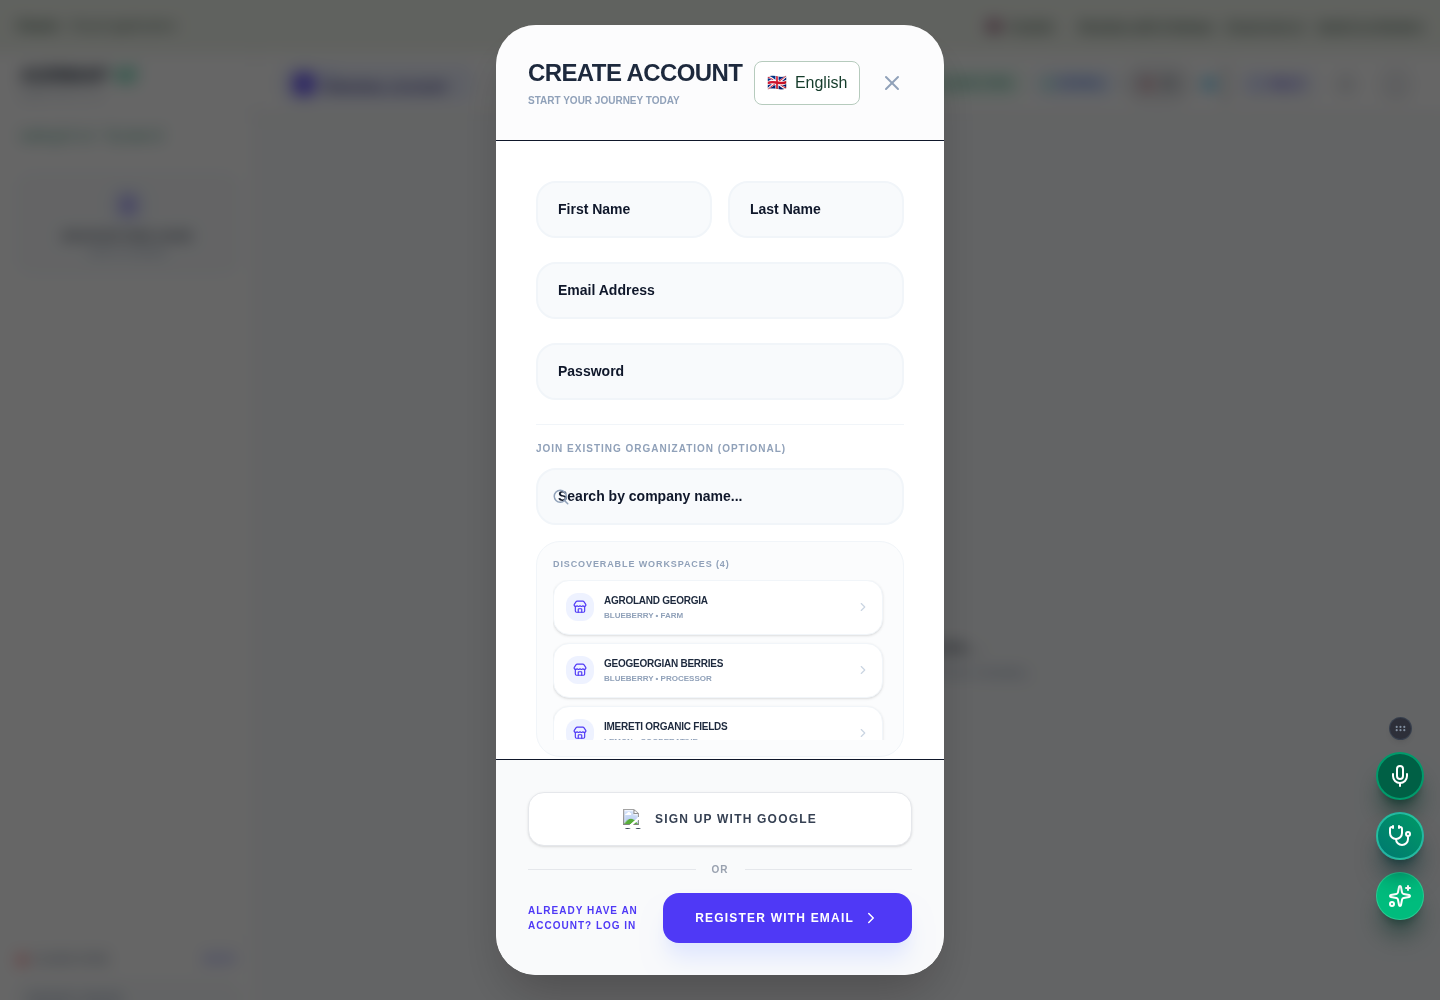 CREATE ACCOUNT
START YOUR JOURNEY TODAY
English
First Name
Last Name
Email Address
Password
JOIN EXISTING ORGANIZATION (OPTIONAL)
Search by company name...
DISCOVERABLE WORKSPACES (4)
AGROLAND GEORGIA
BLUEBERRY • FARM
GEOGEORGIAN BERRIES
BLUEBERRY • PROCESSOR
IMERETI ORGANIC FIELDS
SIGN UP WITH GOOGLE
OR
ALREADY HAVE AN
ACCOUNT? LOG IN
REGISTER WITH EMAIL